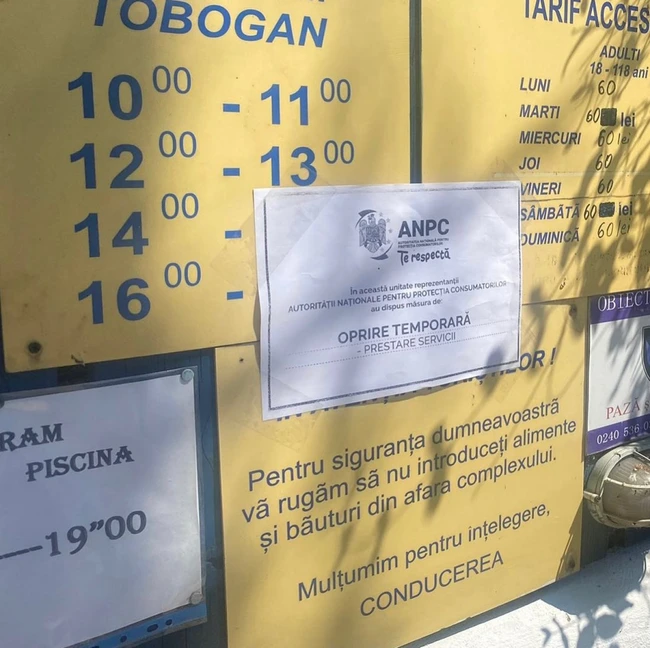 TOBOGAN
10 00 - 11 00
12 00 - 13 00
14 00 -
16 00 -
TARIF ACCES
ADULTI
18 - 118 ani
LUNI 60
MARTI 60 lei
MIERCURI 60 lei
JOI 60
VINERI 60
SÂMBĂTĂ 60 lei
DUMINICĂ 60 lei
ANPC
AUTORITATEA NAȚIONALĂ PENTRU
PROTECȚIA CONSUMATORILOR
Te respectă
În această unitate reprezentanții
AUTORITĂȚII NAȚIONALE PENTRU PROTECȚIA CONSUMATORILOR
au dispus măsura de:
OPRIRE TEMPORARĂ
- PRESTARE SERVICII
Pentru siguranța dumneavoastră
vă rugăm să nu introduceți alimente
și băuturi din afara complexului.
Mulțumim pentru înțelegere,
CONDUCEREA
RAM
PISCINA
—19”00
OBIECT
PAZĂ
0240 536 0